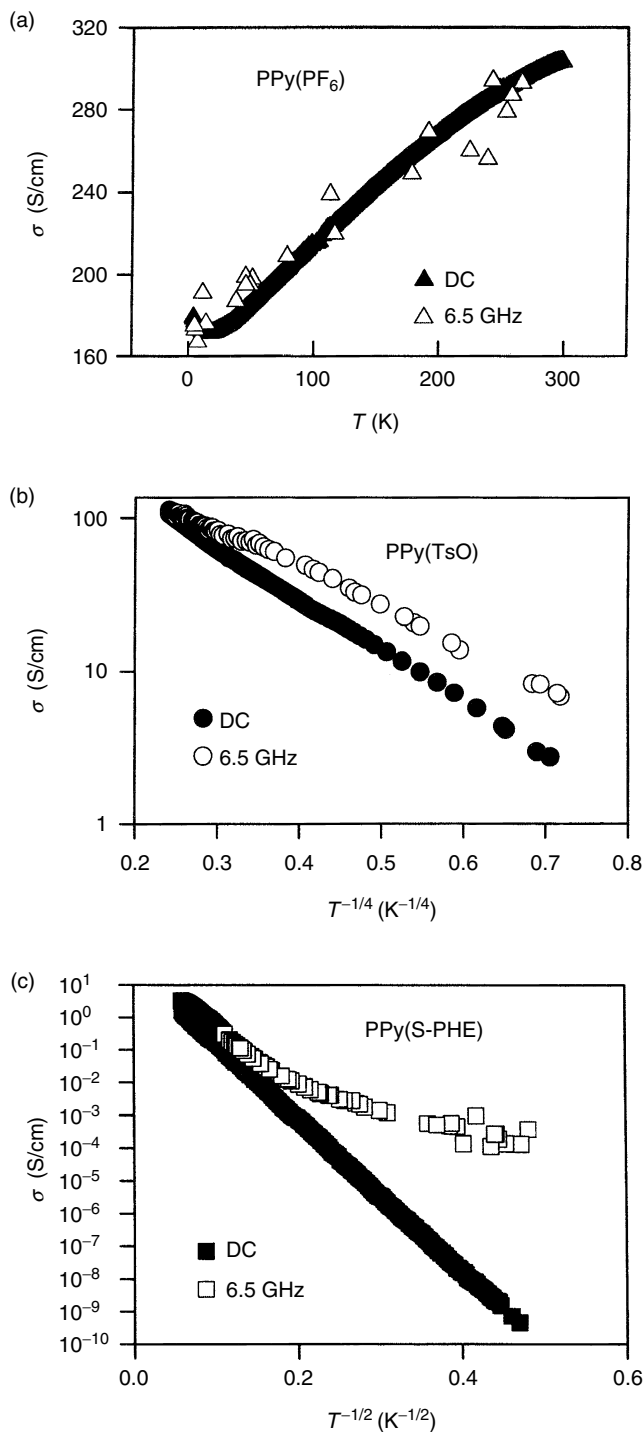 (a)
320
PPy(PF₆)
280
240
200
160
σ (S/cm)
DC
6.5 GHz
0 100 200 300
T (K)
(b)
100
PPy(TsO)
10
1
σ (S/cm)
DC
6.5 GHz
0.2 0.3 0.4 0.5 0.6 0.7 0.8
T⁻¹/⁴ (K⁻¹/⁴)
(c)
10¹
PPy(S-PHE)
10⁰
10⁻¹
10⁻²
10⁻³
10⁻⁴
10⁻⁵
10⁻⁶
10⁻⁷
10⁻⁸
10⁻⁹
10⁻¹⁰
σ (S/cm)
DC
6.5 GHz
0.0 0.2 0.4 0.6
T⁻¹/² (K⁻¹/²)